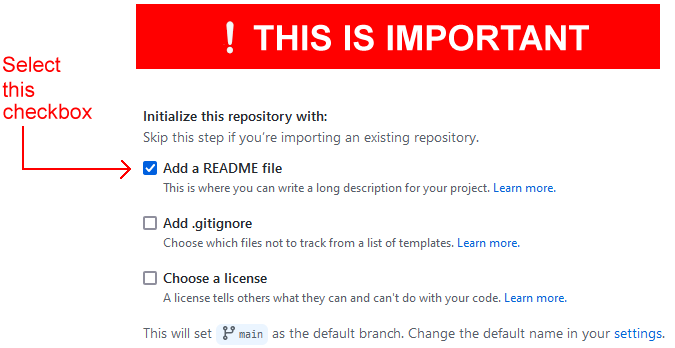 ! THIS IS IMPORTANT
Select
this
checkbox
Initialize this repository with:
Skip this step if you're importing an existing repository.
Add a README file
This is where you can write a long description for your project. Learn more.
Add .gitignore
Choose which files not to track from a list of templates. Learn more.
Choose a license
A license tells others what they can and can't do with your code. Learn more.
This will set main as the default branch. Change the default name in your settings.